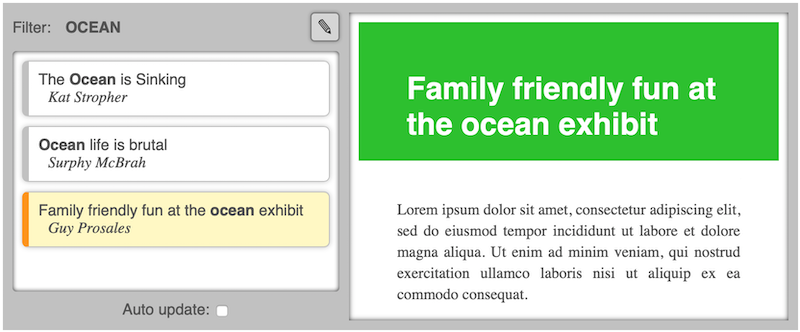 Filter: OCEAN
The Ocean is Sinking
Kat Stropher
Ocean life is brutal
Surphy McBrah
Family friendly fun at the ocean exhibit
Guy Prosales
Auto update:
Family friendly fun at
the ocean exhibit
Lorem ipsum dolor sit amet, consectetur adipiscing elit,
sed do eiusmod tempor incididunt ut labore et dolore
magna aliqua. Ut enim ad minim veniam, qui nostrud
exercitation ullamco laboris nisi ut aliquip ex ea
commodo consequat.